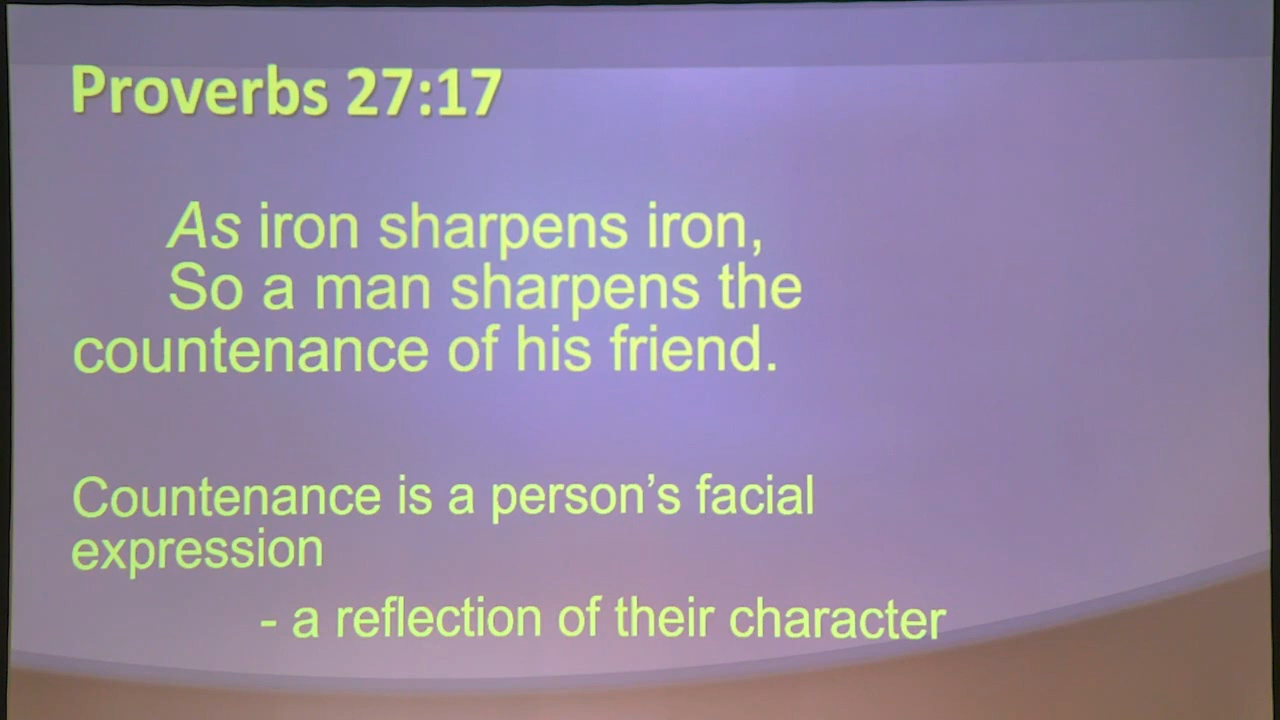 Proverbs 27:17
As iron sharpens iron,
So a man sharpens the
countenance of his friend.
Countenance is a person’s facial
expression
- a reflection of their character